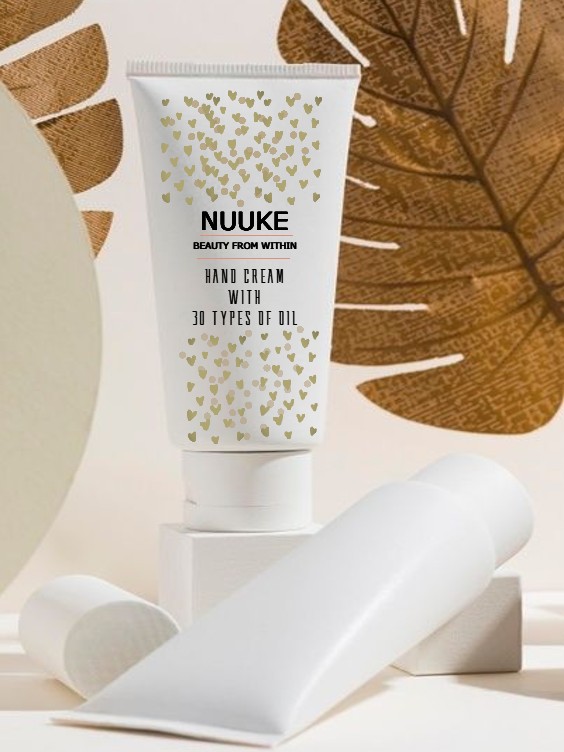 NUUKE
BEAUTY FROM WITHIN
HAND CREAM
WITH
30 TYPES OF OIL